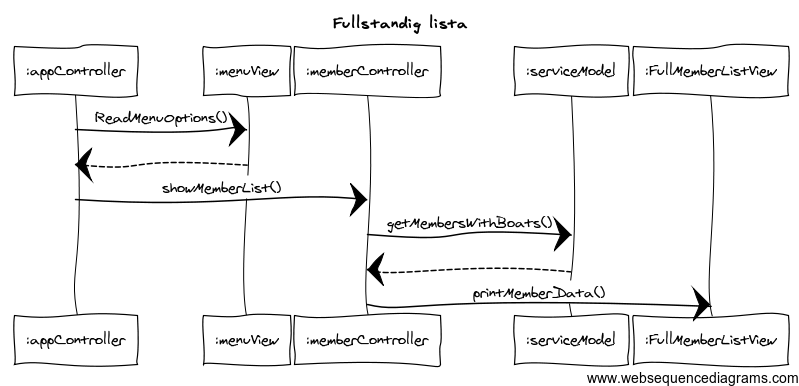 Fullstandig lista
:appController :menuView :memberController :serviceModel :FullMemberListView
ReadMenuOptions()
showMemberList()
getMembersWithBoats()
printMemberData()
:appController :menuView :memberController :serviceModel :FullMemberListView
www.websequencediagrams.com